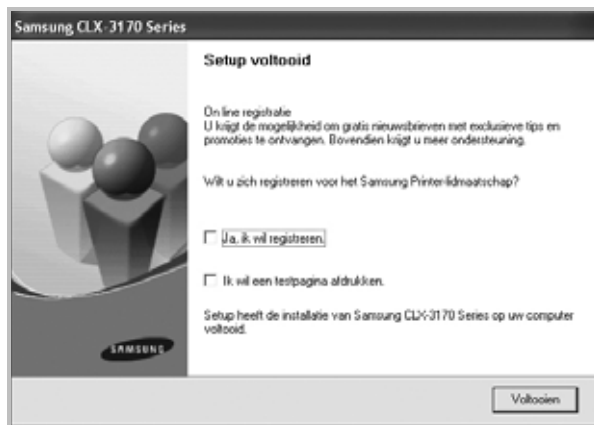 Samsung CLX-3170 Series
Setup voltooid
On line registratie
U krijgt de mogelijkheid om gratis nieuwsbrieven met exclusieve tips en
promoties te ontvangen. Bovendien krijgt u meer ondersteuning.
Wilt u zich registreren voor het Samsung Printer-lidmaatschap?
Ja, ik wil registreren.
Ik wil een testpagina afdrukken.
Setup heeft de installatie van Samsung CLX-3170 Series op uw computer
voltooid.
SAMSUNG
Voltooien